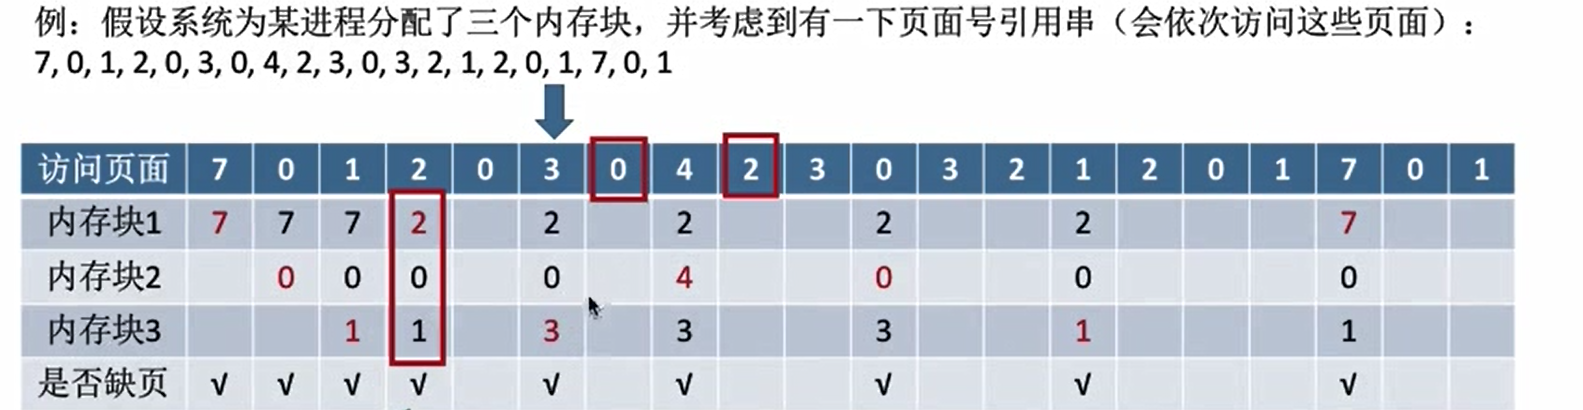 例：假设系统为某进程分配了三个内存块，并考虑到有一下页面号引用串（会依次访问这些页面）：
7, 0, 1, 2, 0, 3, 0, 4, 2, 3, 0, 3, 2, 1, 2, 0, 1, 7, 0, 1
访问页面 7 0 1 2 0 3 0 4 2 3 0 3 2 1 2 0 1 7 0 1
内存块1 7 7 7 2 2 2 2 2 7
内存块2 0 0 0 0 4 0 0 0
内存块3 1 1 3 3 3 1 1
是否缺页 √ √ √ √ √ √ √ √ √